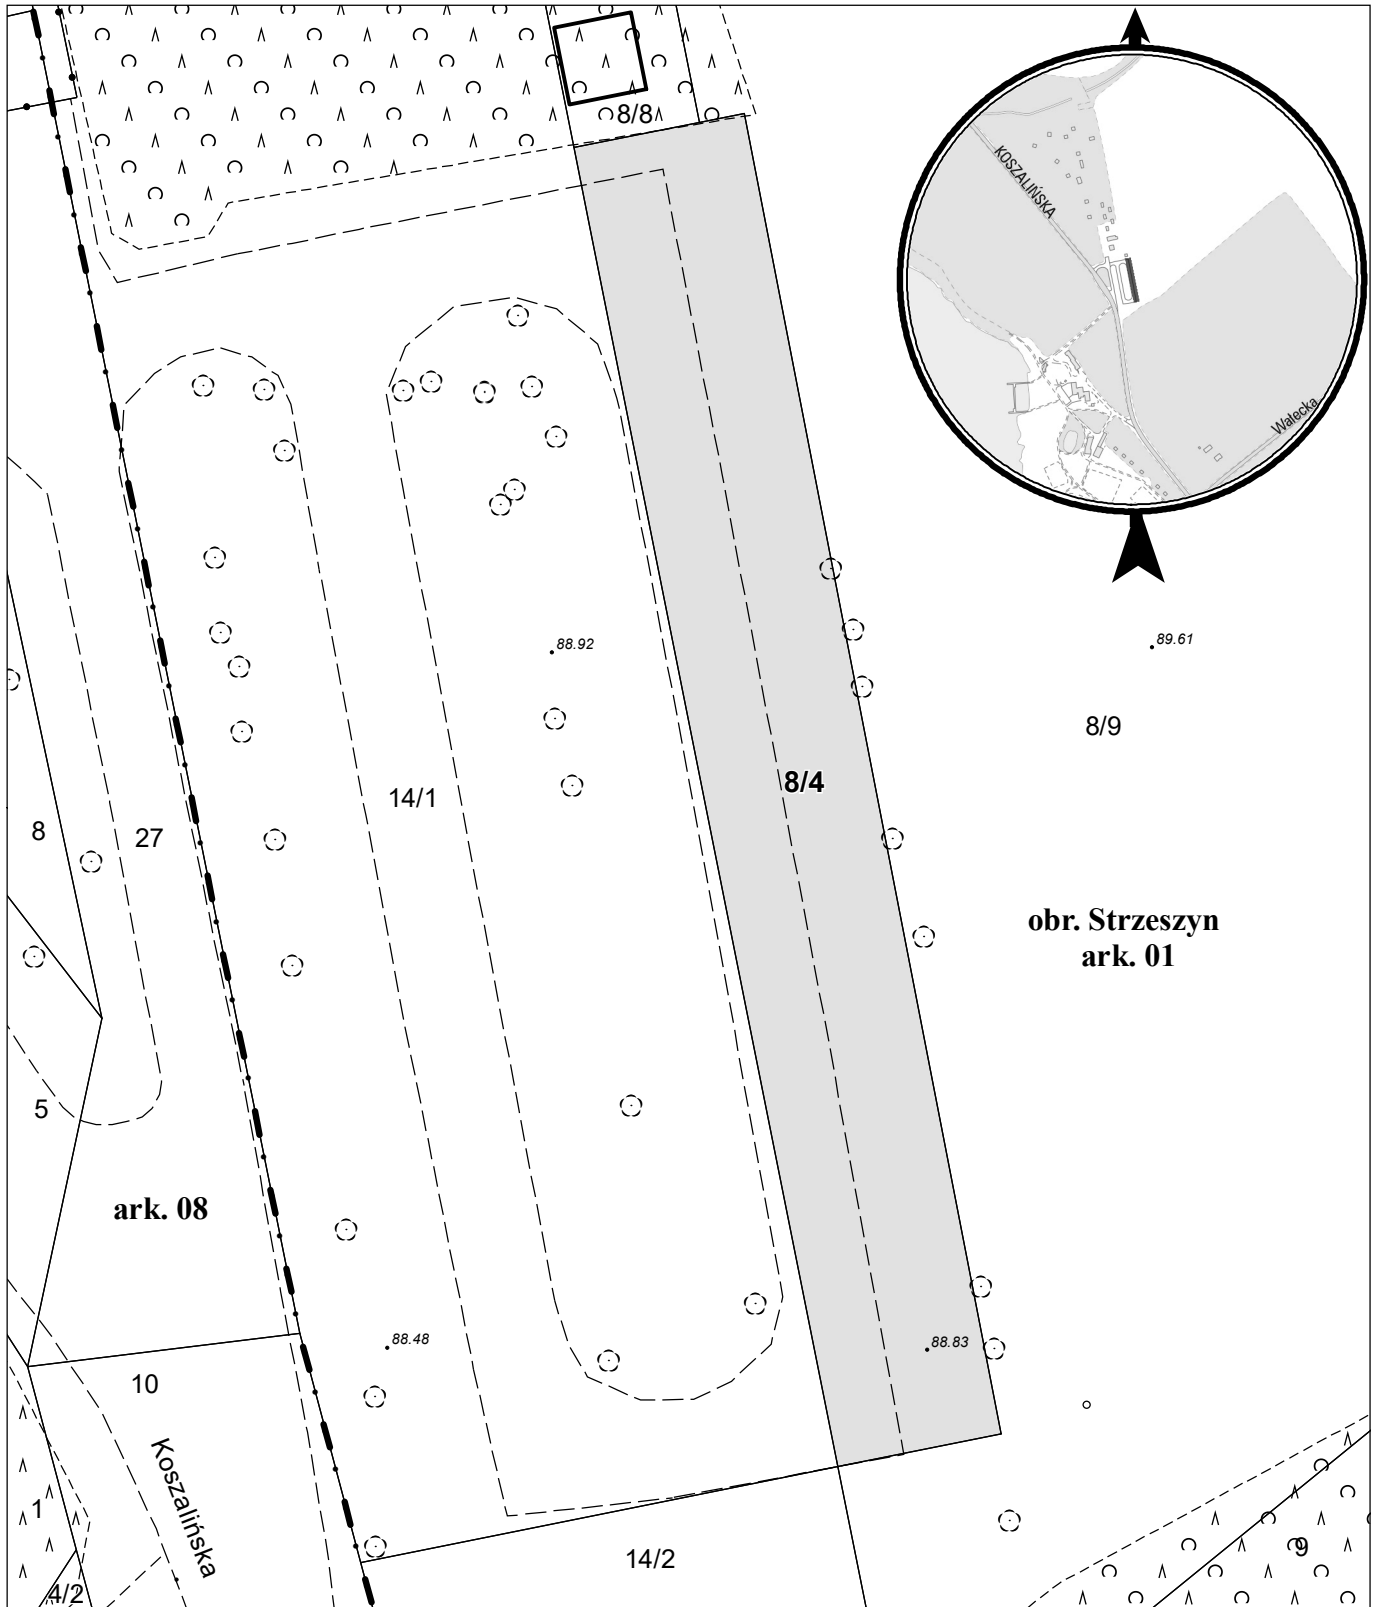 8/8
KOSZALIŃSKA
Wałecka
88.92
89.61
8/9
8/4
14/1
8
27
obr. Strzeszyn
ark. 01
5
ark. 08
88.48
88.83
10
Koszalińska
1
14/2
9
4/2